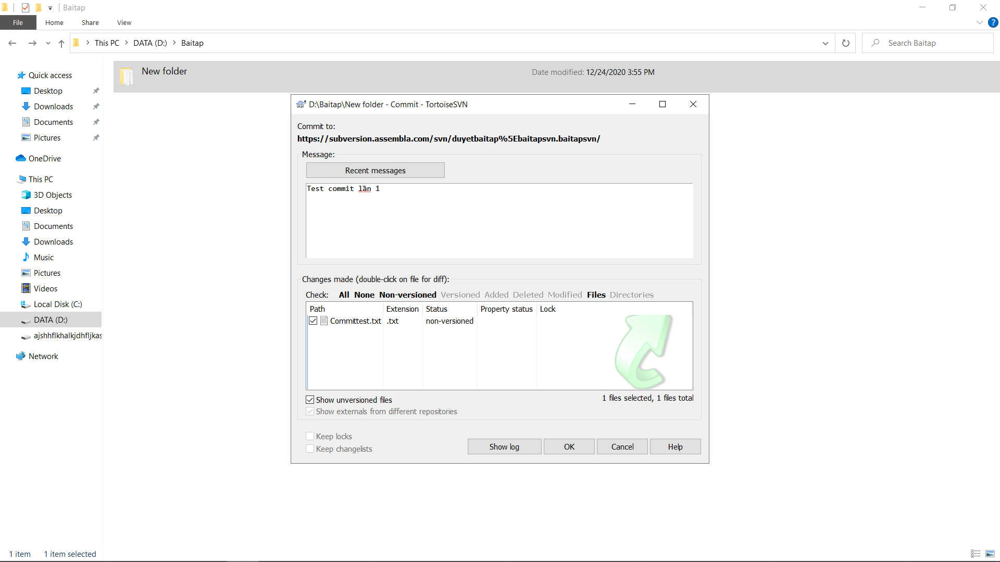 Baitap
File Home Share View
This PC DATA (D:) Baitap
Search Baitap
Quick access
Desktop
Downloads
Documents
Pictures
OneDrive
This PC
3D Objects
Desktop
Documents
Downloads
Music
Pictures
Videos
Local Disk (C:)
DATA (D:)
ajshhflkhalkjdhfljkas
Network
New folder
Date modified: 12/24/2020 3:55 PM
D:\Baitap\New folder - Commit - TortoiseSVN
Commit to:
https://subversion.assembla.com/svn/duyetbaitap%5Ebaitapsvn.baitapsvn/
Message:
Recent messages
Test commit lần 1
Changes made (double-click on file for diff):
Check: All None Non-versioned Versioned Added Deleted Modified Files Directories
Path Extension Status Property status Lock
Committest.txt .txt non-versioned
Show unversioned files
1 files selected, 1 files total
Show externals from different repositories
Keep locks
Keep changelists
Show log OK Cancel Help
1 item 1 item selected